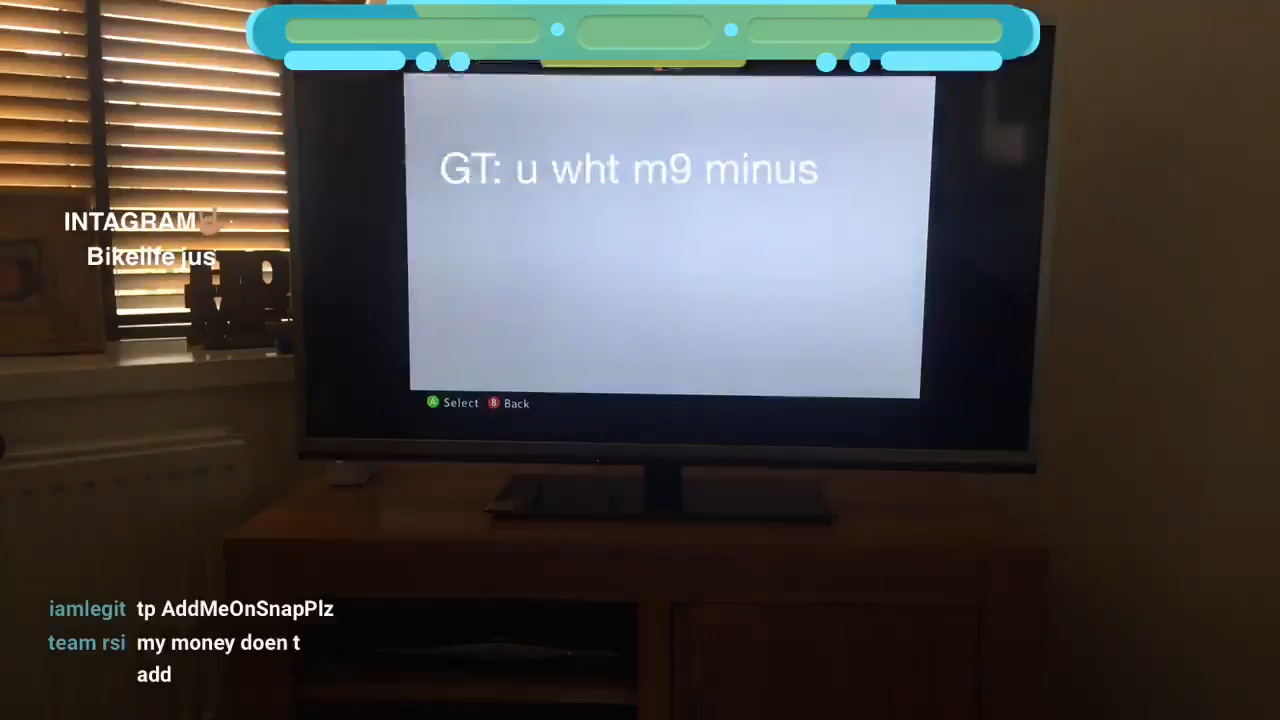 GT: u wht m9 minus
INTAGRAM🤘🏼
Bikelife jus
A Select B Back
iamlegit tp AddMeOnSnapPlz
team rsi my money doen t
add